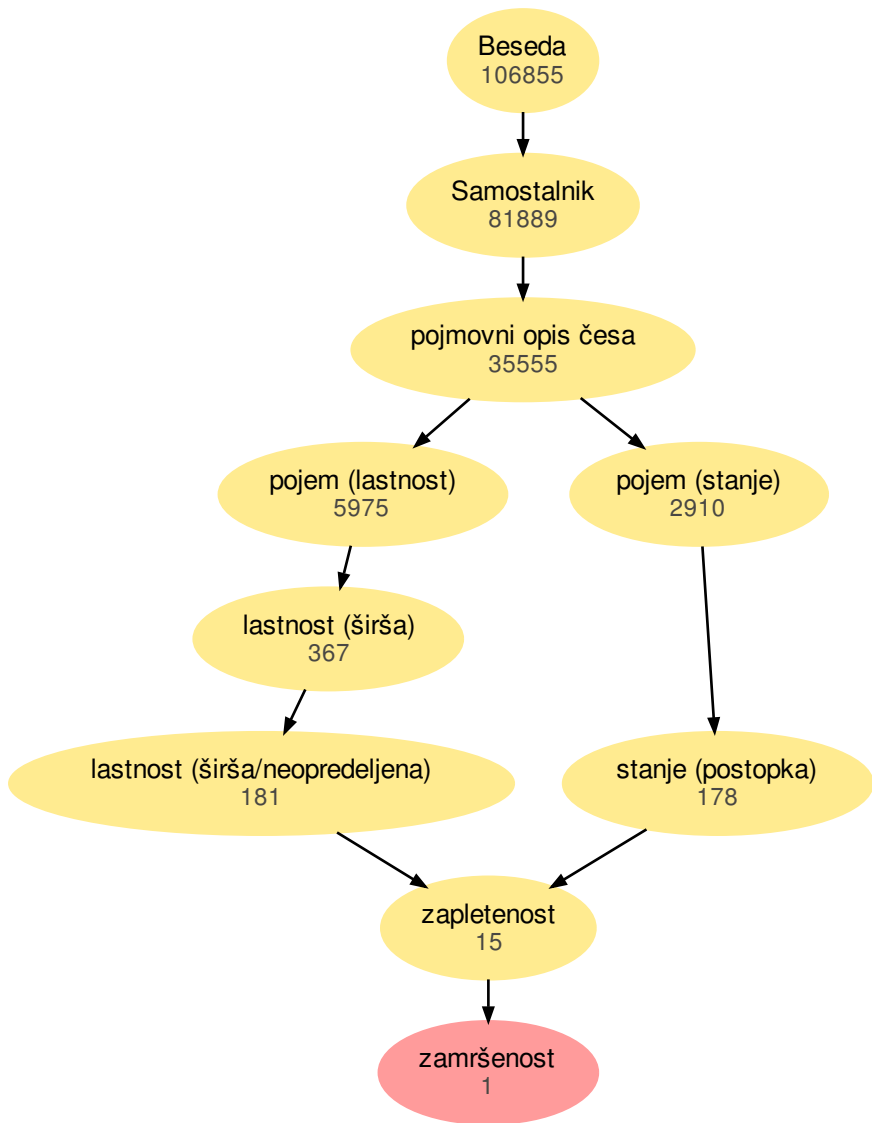 Beseda
106855
Samostalnik
81889
pojmovni opis česa
35555
pojem (lastnost)
5975
pojem (stanje)
2910
lastnost (širša)
367
lastnost (širša/neopredeljena)
181
stanje (postopka)
178
zapletenost
15
zamršenost
1